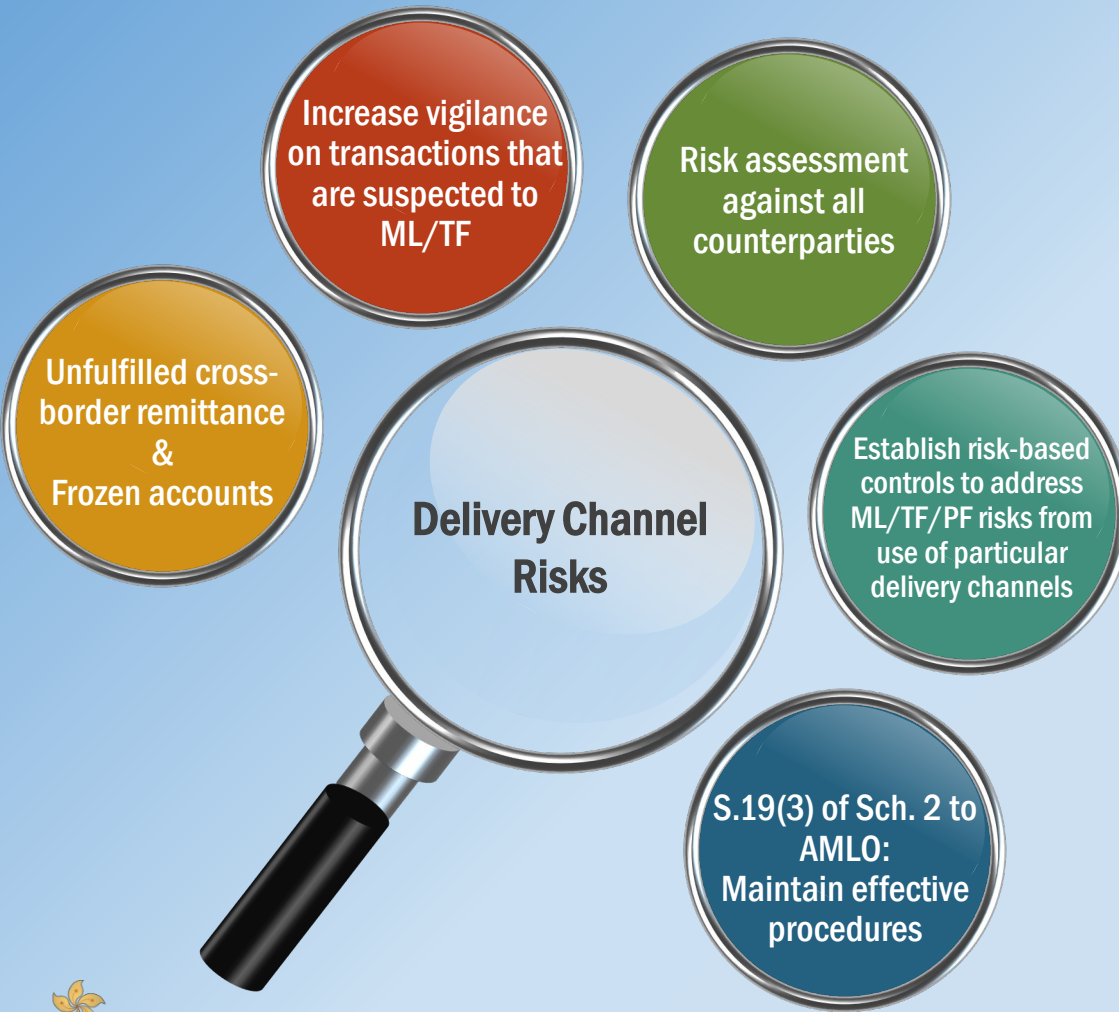 Increase vigilance
on transactions that
are suspected to
ML/TF
Risk assessment
against all
counterparties
Unfulfilled cross-
border remittance
&
Frozen accounts
Delivery Channel
Risks
Establish risk-based
controls to address
ML/TF/PF risks from
use of particular
delivery channels
S.19(3) of Sch. 2 to
AMLO:
Maintain effective
procedures